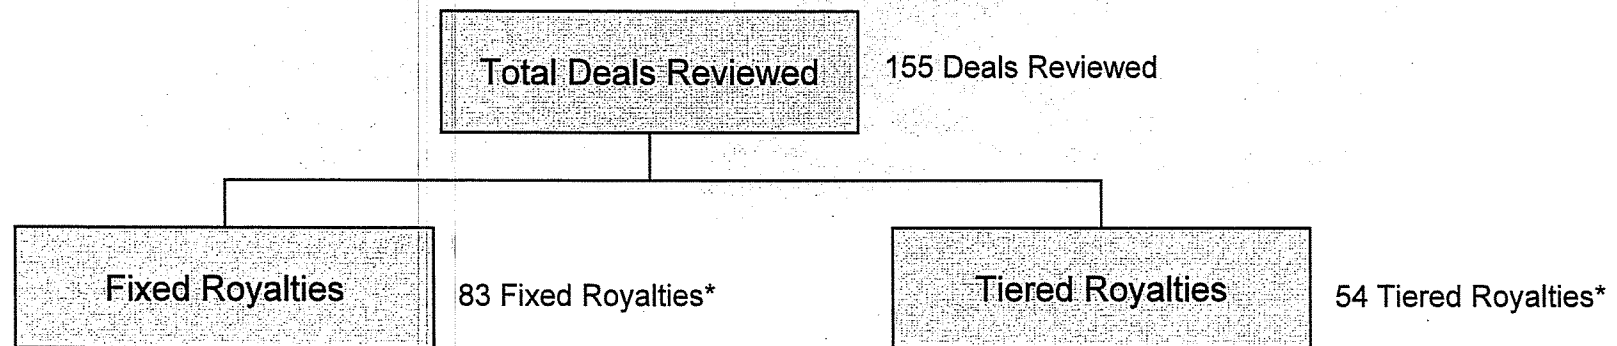 Total Deals Reviewed
155 Deals Reviewed
Fixed Royalties
83 Fixed Royalties*
Tiered Royalties
54 Tiered Royalties*